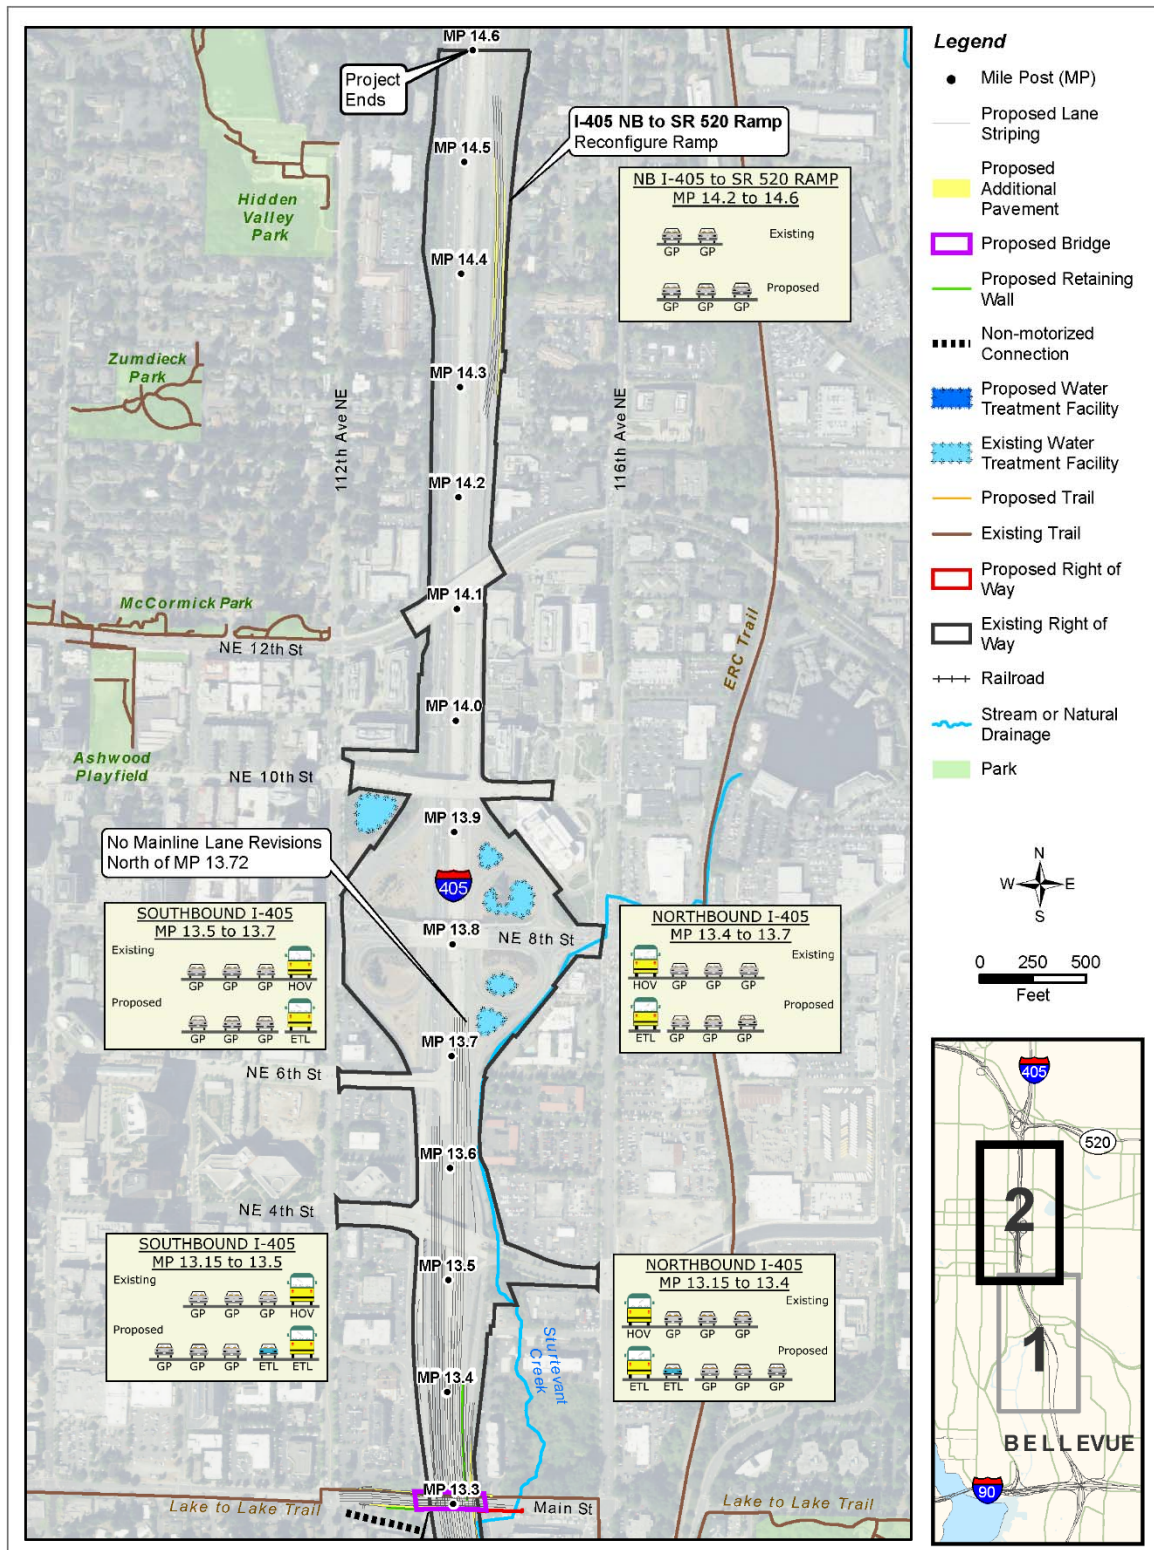 MP 14.6
Project
Ends
I-405 NB to SR 520 Ramp
Reconfigure Ramp
MP 14.5
NB I-405 to SR 520 RAMP
MP 14.2 to 14.6
Existing
GP GP
Proposed
GP GP GP
Hidden
Valley
Park
MP 14.4
Zumdieck
Park
MP 14.3
112th Ave NE
116th Ave NE
MP 14.2
McCormick Park
MP 14.1
NE 12th St
ERC Trail
MP 14.0
Ashwood
Playfield
NE 10th St
MP 13.9
No Mainline Lane Revisions
North of MP 13.72
405
SOUTHBOUND I-405
MP 13.5 to 13.7
Existing
GP GP GP HOV
Proposed
GP GP GP ETL
MP 13.8
NE 8th St
NORTHBOUND I-405
MP 13.4 to 13.7
Existing
HOV GP GP GP
Proposed
ETL GP GP GP
MP 13.7
NE 6th St
MP 13.6
NE 4th St
SOUTHBOUND I-405
MP 13.15 to 13.5
Existing
GP GP GP HOV
Proposed
GP GP GP ETL ETL
MP 13.5
NORTHBOUND I-405
MP 13.15 to 13.4
Existing
HOV GP GP GP
Proposed
ETL ETL GP GP GP
Sturtevant
Creek
MP 13.4
MP 13.3
Lake to Lake Trail
Main St
Lake to Lake Trail
Legend
Mile Post (MP)
Proposed Lane
Striping
Proposed
Additional
Pavement
Proposed Bridge
Proposed Retaining
Wall
Non-motorized
Connection
Proposed Water
Treatment Facility
Existing Water
Treatment Facility
Proposed Trail
Existing Trail
Proposed Right of
Way
Existing Right of
Way
Railroad
Stream or Natural
Drainage
Park
N
W E
S
0 250 500
Feet
405
520
2
1
BELLEVUE
90